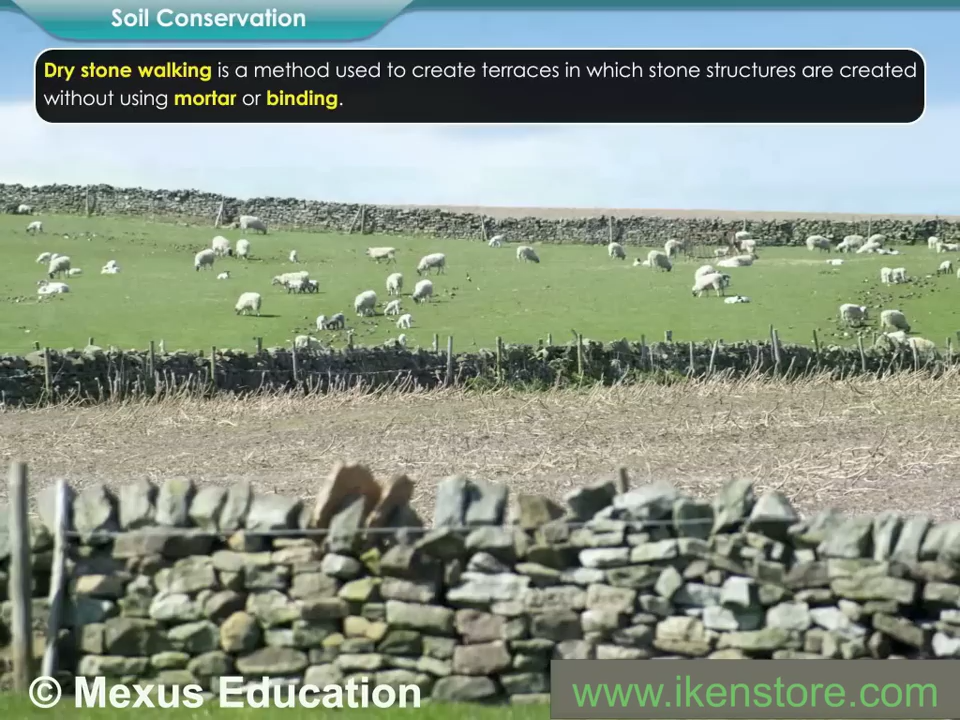 Soil Conservation
Dry stone walking is a method used to create terraces in which stone structures are created
without using mortar or binding.
© Mexus Education
www.ikenstore.com